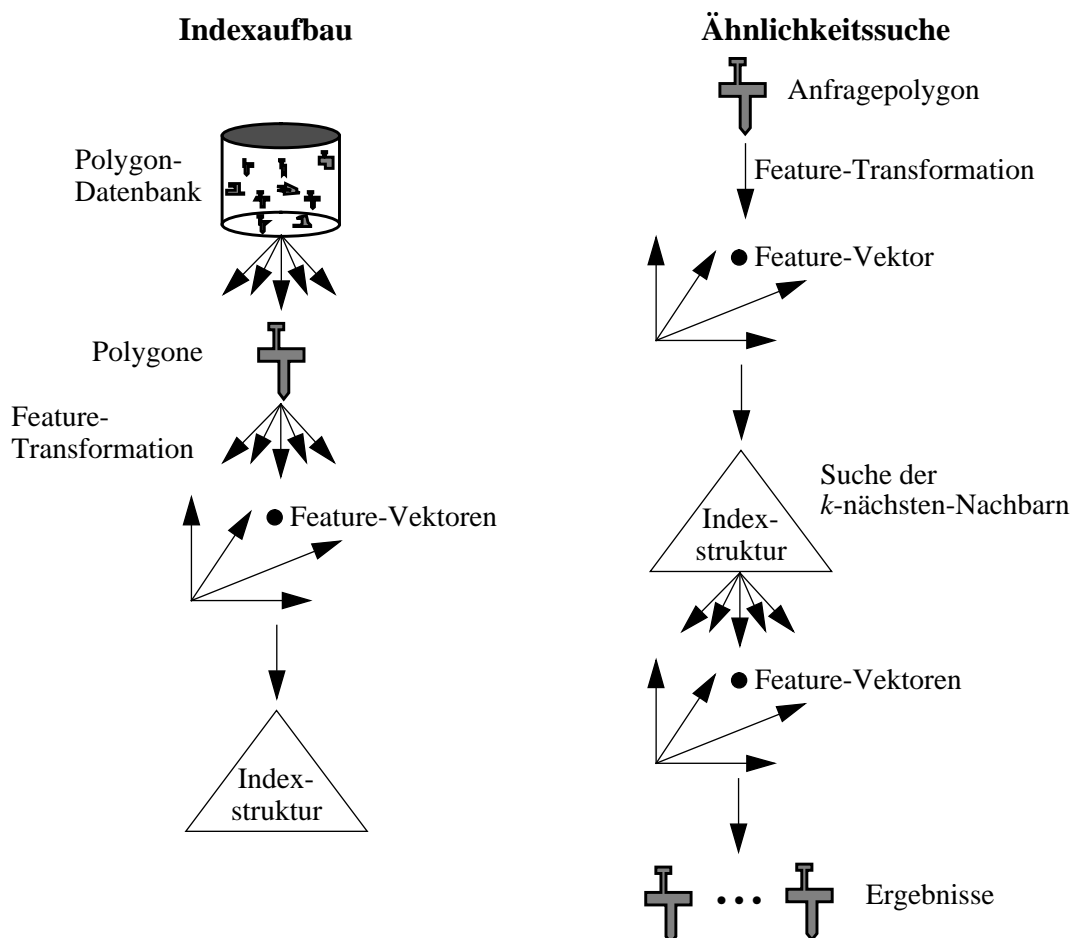 Indexaufbau
Polygon-
Datenbank
Polygone
Feature-
Transformation
Feature-Vektoren
Index-
struktur
Ähnlichkeitssuche
Anfragepolygon
Feature-Transformation
Feature-Vektor
Suche der
k-nächsten-Nachbarn
Index-
struktur
Feature-Vektoren
Ergebnisse